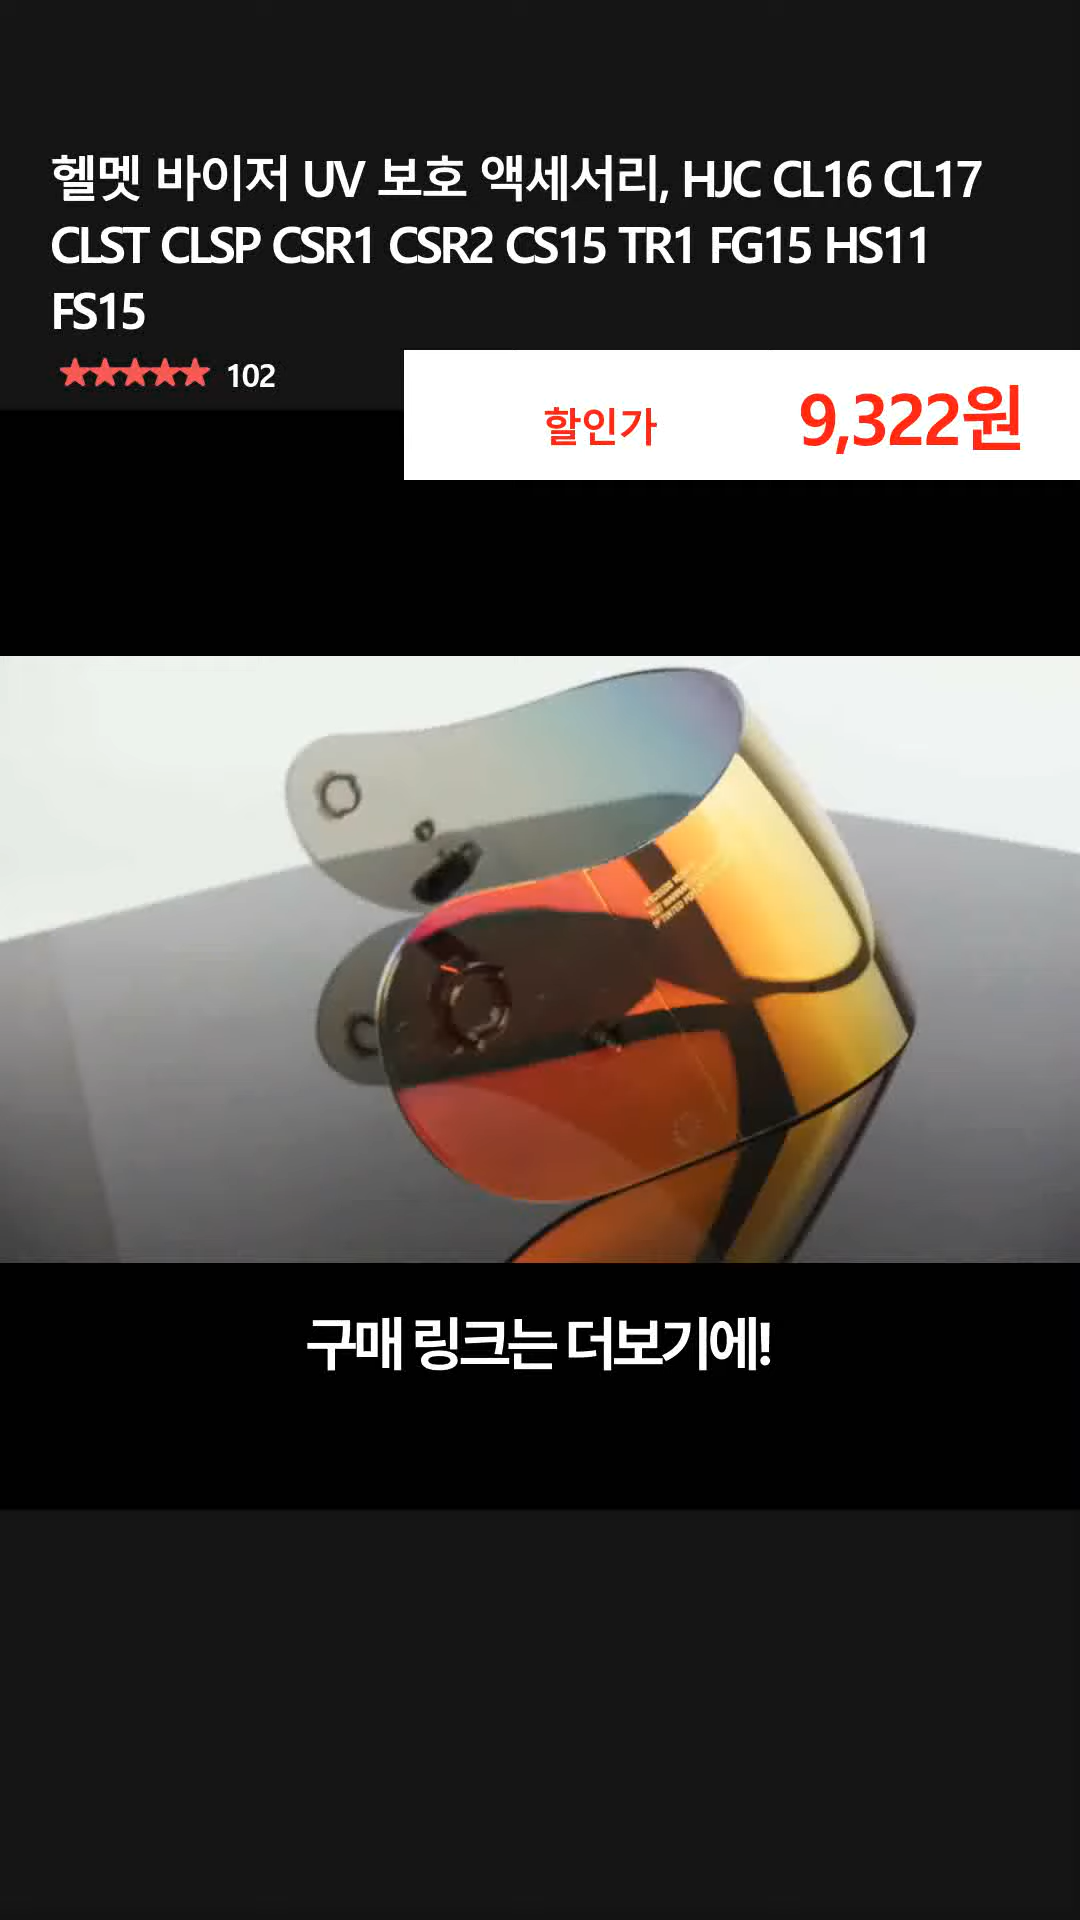 헬멧 바이저 UV 보호 액세서리, HJC CL16 CL17
CLST CLSP CSR1 CSR2 CS15 TR1 FG15 HS11
FS15
★★★★★ 102
할인가 9,322원
구매 링크는 더보기에!